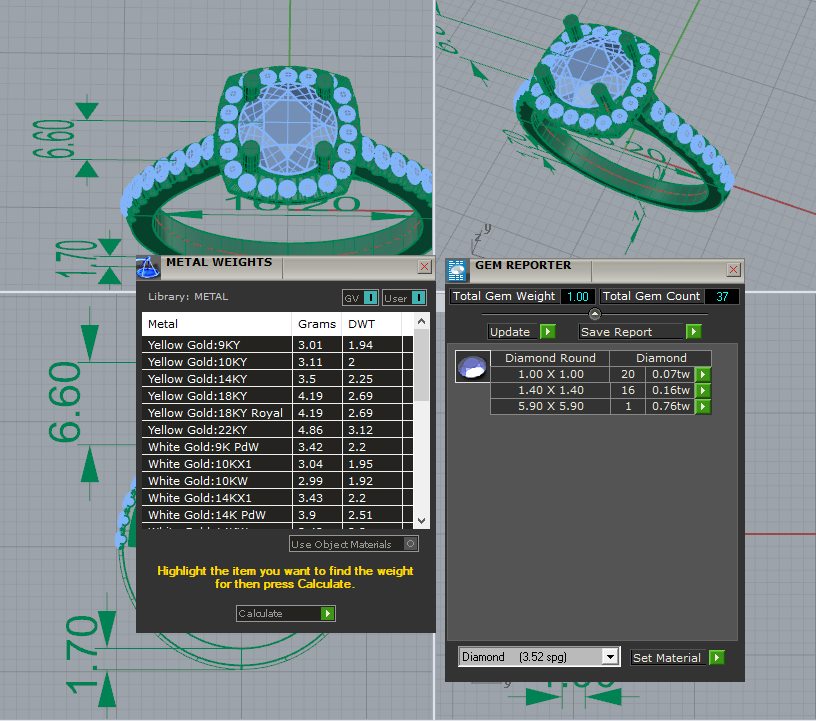 6.60
16.20
1.70
z y
METAL WEIGHTS
Library: METAL
GV
User
Metal Grams DWT
Yellow Gold:9KY 3.01 1.94
Yellow Gold:10KY 3.11 2
Yellow Gold:14KY 3.5 2.25
Yellow Gold:18KY 4.19 2.69
Yellow Gold:18KY Royal 4.19 2.69
Yellow Gold:22KY 4.86 3.12
White Gold:9K PdW 3.42 2.2
White Gold:10KX1 3.04 1.95
White Gold:10KW 2.99 1.92
White Gold:14KX1 3.43 2.2
White Gold:14K PdW 3.9 2.51
Use Object Materials
Highlight the item you want to find the weight
for then press Calculate.
Calculate
6.60
1.70
GEM REPORTER
Total Gem Weight 1.00 Total Gem Count 37
Update Save Report
Diamond Round Diamond
1.00 X 1.00 20 0.07tw
1.40 X 1.40 16 0.16tw
5.90 X 5.90 1 0.76tw
Diamond (3.52 spg) Set Material
y